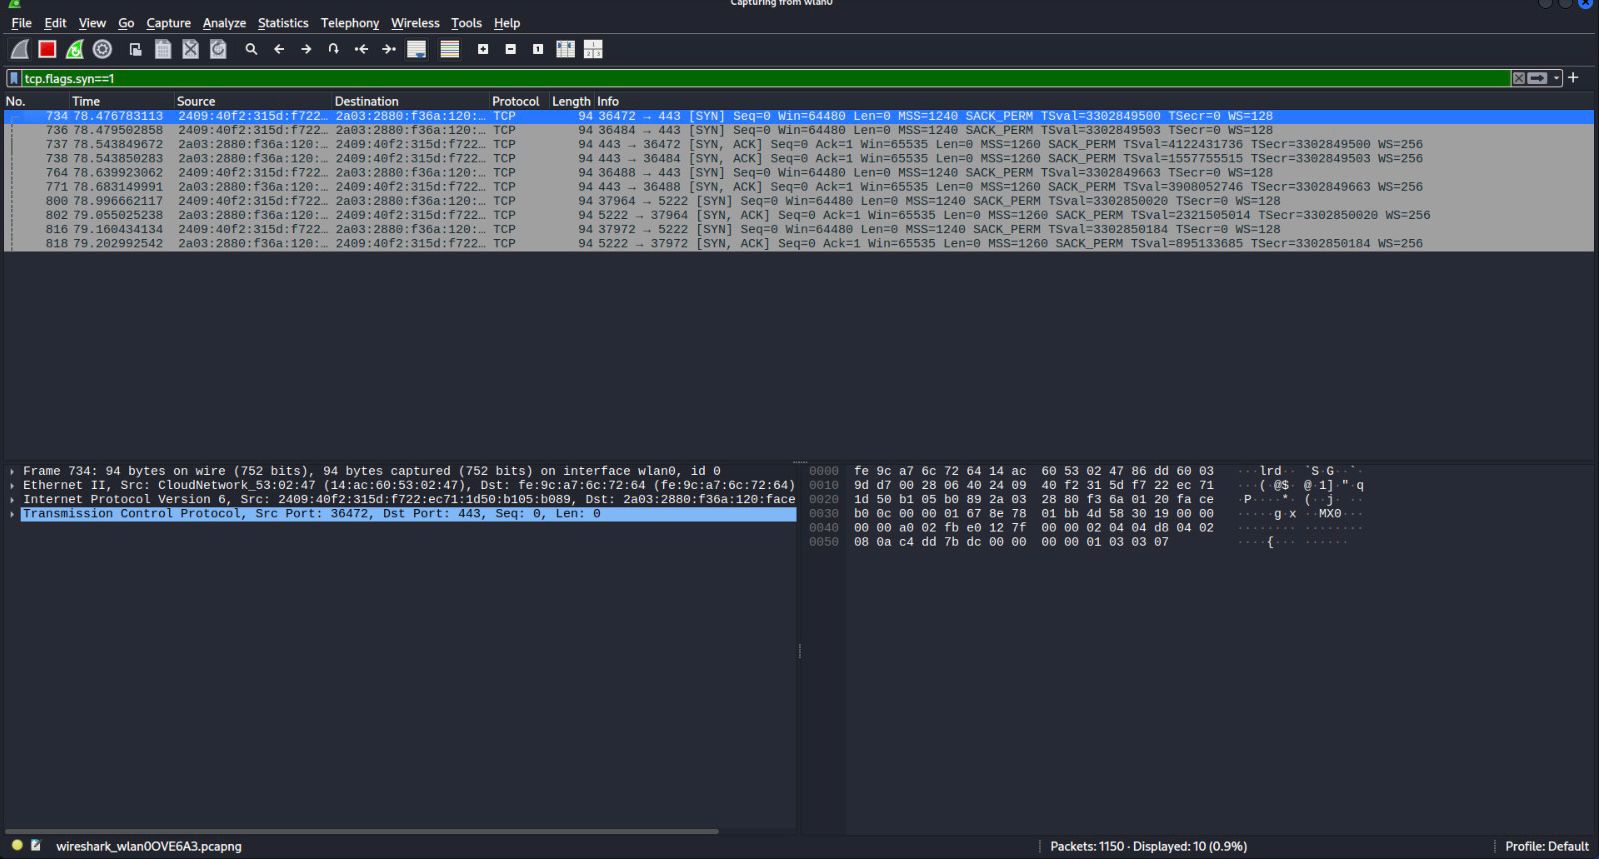 Capturing from wlan0
File Edit View Go Capture Analyze Statistics Telephony Wireless Tools Help
tcp.flags.syn==1
No. Time Source Destination Protocol Length Info
734 78.476783113 2409:40f2:315d:f722… 2a03:2880:f36a:120:… TCP 94 36472 → 443 [SYN] Seq=0 Win=64480 Len=0 MSS=1240 SACK_PERM TSval=3302849500 TSecr=0 WS=128
736 78.479502858 2409:40f2:315d:f722… 2a03:2880:f36a:120:… TCP 94 36484 → 443 [SYN] Seq=0 Win=64480 Len=0 MSS=1240 SACK_PERM TSval=3302849503 TSecr=0 WS=128
737 78.543849672 2a03:2880:f36a:120:… 2409:40f2:315d:f722… TCP 94 443 → 36472 [SYN, ACK] Seq=0 Ack=1 Win=65535 Len=0 MSS=1260 SACK_PERM TSval=4122431736 TSecr=3302849500 WS=256
738 78.543850283 2a03:2880:f36a:120:… 2409:40f2:315d:f722… TCP 94 443 → 36484 [SYN, ACK] Seq=0 Ack=1 Win=65535 Len=0 MSS=1260 SACK_PERM TSval=1557755515 TSecr=3302849503 WS=256
764 78.639923062 2409:40f2:315d:f722… 2a03:2880:f36a:120:… TCP 94 36488 → 443 [SYN] Seq=0 Win=64480 Len=0 MSS=1240 SACK_PERM TSval=3302849663 TSecr=0 WS=128
771 78.683149991 2a03:2880:f36a:120:… 2409:40f2:315d:f722… TCP 94 443 → 36488 [SYN, ACK] Seq=0 Ack=1 Win=65535 Len=0 MSS=1260 SACK_PERM TSval=3908052746 TSecr=3302849663 WS=256
800 78.996662117 2409:40f2:315d:f722… 2a03:2880:f36a:120:… TCP 94 37964 → 5222 [SYN] Seq=0 Win=64480 Len=0 MSS=1240 SACK_PERM TSval=3302850020 TSecr=0 WS=128
802 79.055025238 2a03:2880:f36a:120:… 2409:40f2:315d:f722… TCP 94 5222 → 37964 [SYN, ACK] Seq=0 Ack=1 Win=65535 Len=0 MSS=1260 SACK_PERM TSval=2321505014 TSecr=3302850020 WS=256
816 79.160434134 2409:40f2:315d:f722… 2a03:2880:f36a:120:… TCP 94 37972 → 5222 [SYN] Seq=0 Win=64480 Len=0 MSS=1240 SACK_PERM TSval=3302850184 TSecr=0 WS=128
818 79.202992542 2a03:2880:f36a:120:… 2409:40f2:315d:f722… TCP 94 5222 → 37972 [SYN, ACK] Seq=0 Ack=1 Win=65535 Len=0 MSS=1260 SACK_PERM TSval=895133685 TSecr=3302850184 WS=256
Frame 734: 94 bytes on wire (752 bits), 94 bytes captured (752 bits) on interface wlan0, id 0
Ethernet II, Src: CloudNetwork_53:02:47 (14:ac:60:53:02:47), Dst: fe:9c:a7:6c:72:64 (fe:9c:a7:6c:72:64)
Internet Protocol Version 6, Src: 2409:40f2:315d:f722:ec71:1d50:b105:b089, Dst: 2a03:2880:f36a:120:face
Transmission Control Protocol, Src Port: 36472, Dst Port: 443, Seq: 0, Len: 0
0000 fe 9c a7 6c 72 64 14 ac 60 53 02 47 86 dd 60 03 ···lrd·· `S·G··`·
0010 9d d7 00 28 06 40 24 09 40 f2 31 5d f7 22 ec 71 ···(·@$· @·1]·"·q
0020 1d 50 b1 05 b0 89 2a 03 28 80 f3 6a 01 20 fa ce ·P····*· (··j· ··
0030 b0 0c 00 00 01 67 8e 78 01 bb 4d 58 30 19 00 00 ·····g·x ··MX0···
0040 00 00 a0 02 fb e0 12 7f 00 00 02 04 04 d8 04 02 ········ ········
0050 08 0a c4 dd 7b dc 00 00 00 00 01 03 03 07 ····{··· ······
wireshark_wlan0OVE6A3.pcapng
Packets: 1150 · Displayed: 10 (0.9%)
Profile: Default